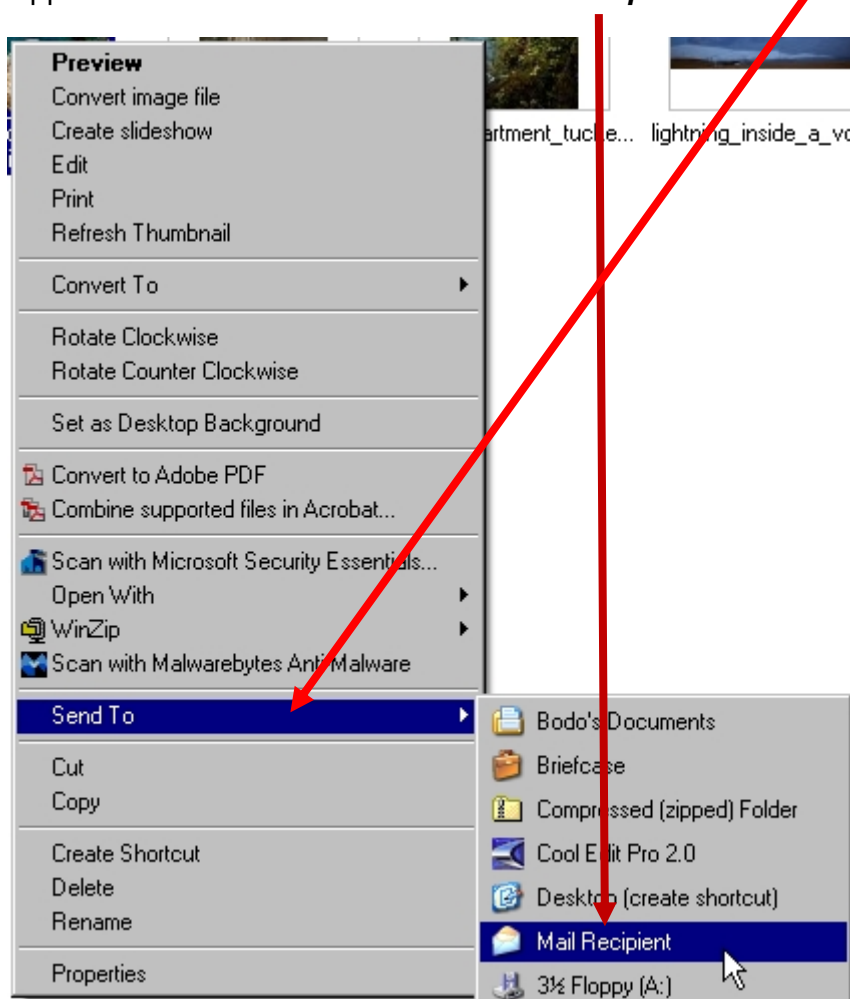 Preview
Convert image file
Create slideshow
Edit
Print
Refresh Thumbnail
Convert To
Rotate Clockwise
Rotate Counter Clockwise
Set as Desktop Background
Convert to Adobe PDF
Combine supported files in Acrobat...
Scan with Microsoft Security Essentials...
Open With
WinZip
Scan with Malwarebytes Anti-Malware
Send To
Cut
Copy
Create Shortcut
Delete
Rename
Properties
artment_tucke... lightning_inside_a_vo
Bodo's Documents
Briefcase
Compressed (zipped) Folder
Cool Edit Pro 2.0
Desktop (create shortcut)
Mail Recipient
3½ Floppy (A:)